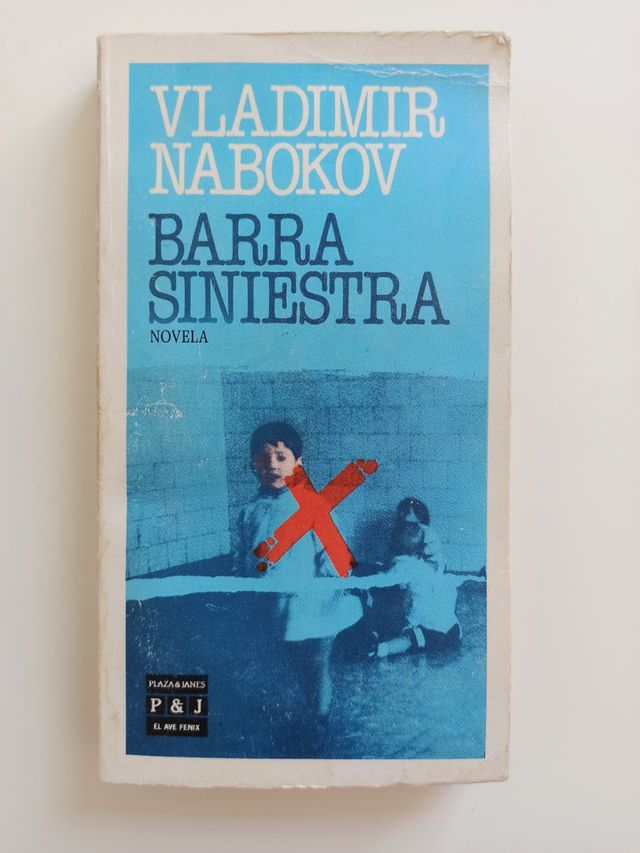 VLADIMIR
NABOKOV
BARRA
SINIESTRA
NOVELA
PLAZA & JANES
P & J
EL AVE FENIX